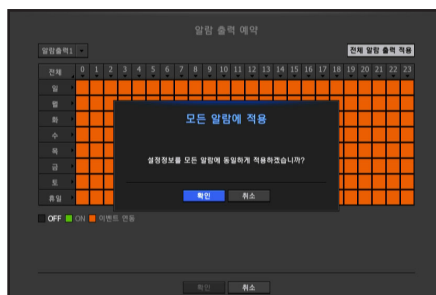 알람 출력 예약
알람출력1
전체 알람 출력 적용
전체 0 1 2 3 4 5 6 7 8 9 10 11 12 13 14 15 16 17 18 19 20 21 22 23
일
월
화
수
목
금
토
휴일
모든 알람에 적용
설정정보를 모든 알람에 동일하게 적용하겠습니까?
확인 취소
OFF ON 이벤트 연동
확인 취소